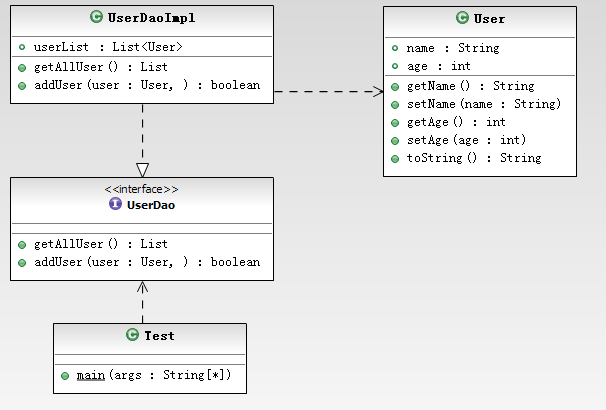 UserDaoImpl
userList : List<User>
getAllUser() : List
addUser(user : User, ) : boolean
User
name : String
age : int
getName() : String
setName(name : String)
getAge() : int
setAge(age : int)
toString() : String
<<interface>>
I UserDao
getAllUser() : List
addUser(user : User, ) : boolean
C Test
main(args : String[*])